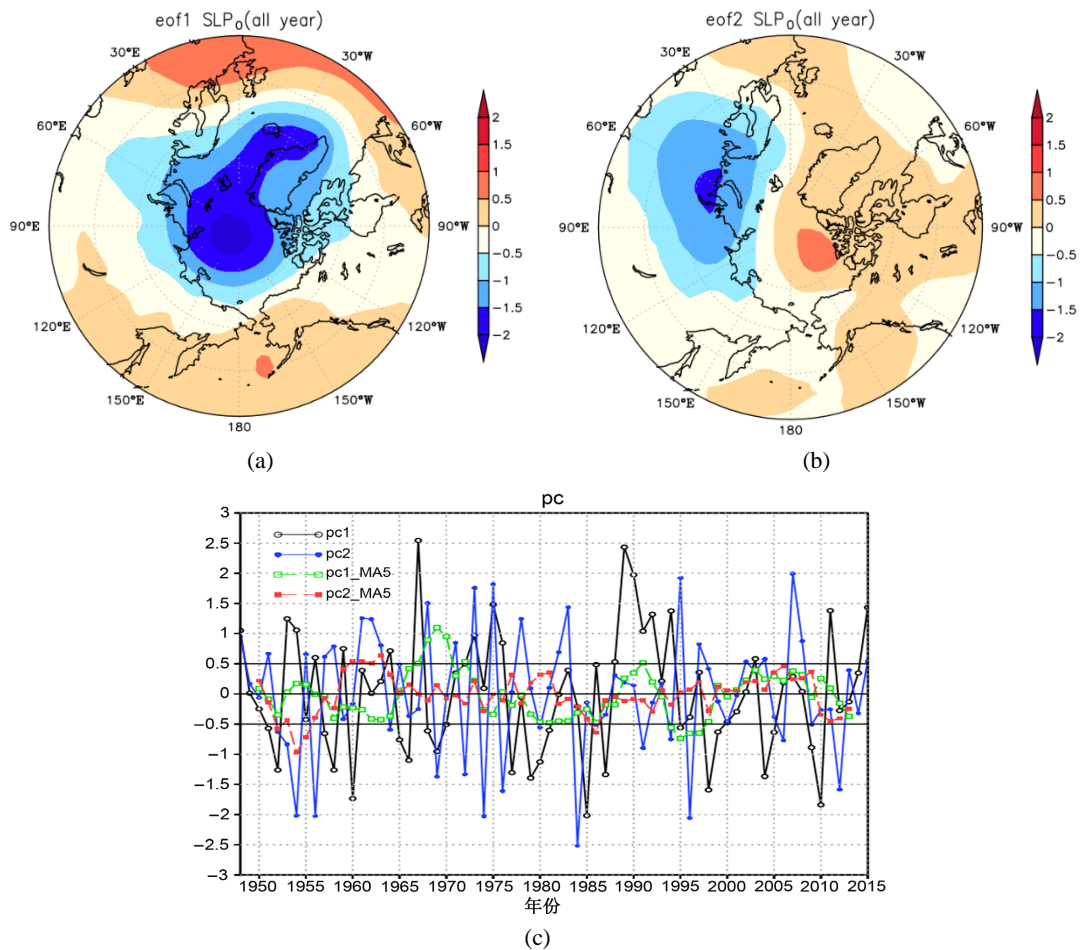 eof1 SLP₀(all year)
30°E
30°W
60°E
60°W
90°E
90°W
120°E
120°W
150°E
150°W
180
2
1.5
1
0.5
0
−0.5
−1
−1.5
−2
(a)
eof2 SLP₀(all year)
30°E
30°W
60°E
60°W
90°E
90°W
120°E
120°W
150°E
150°W
180
2
1.5
1
0.5
0
−0.5
−1
−1.5
−2
(b)
pc
3
2.5
2
1.5
1
0.5
0
−0.5
−1
−1.5
−2
−2.5
−3
pc1
pc2
pc1_MA5
pc2_MA5
1950 1955 1960 1965 1970 1975 1980 1985 1990 1995 2000 2005 2010 2015
年份
(c)